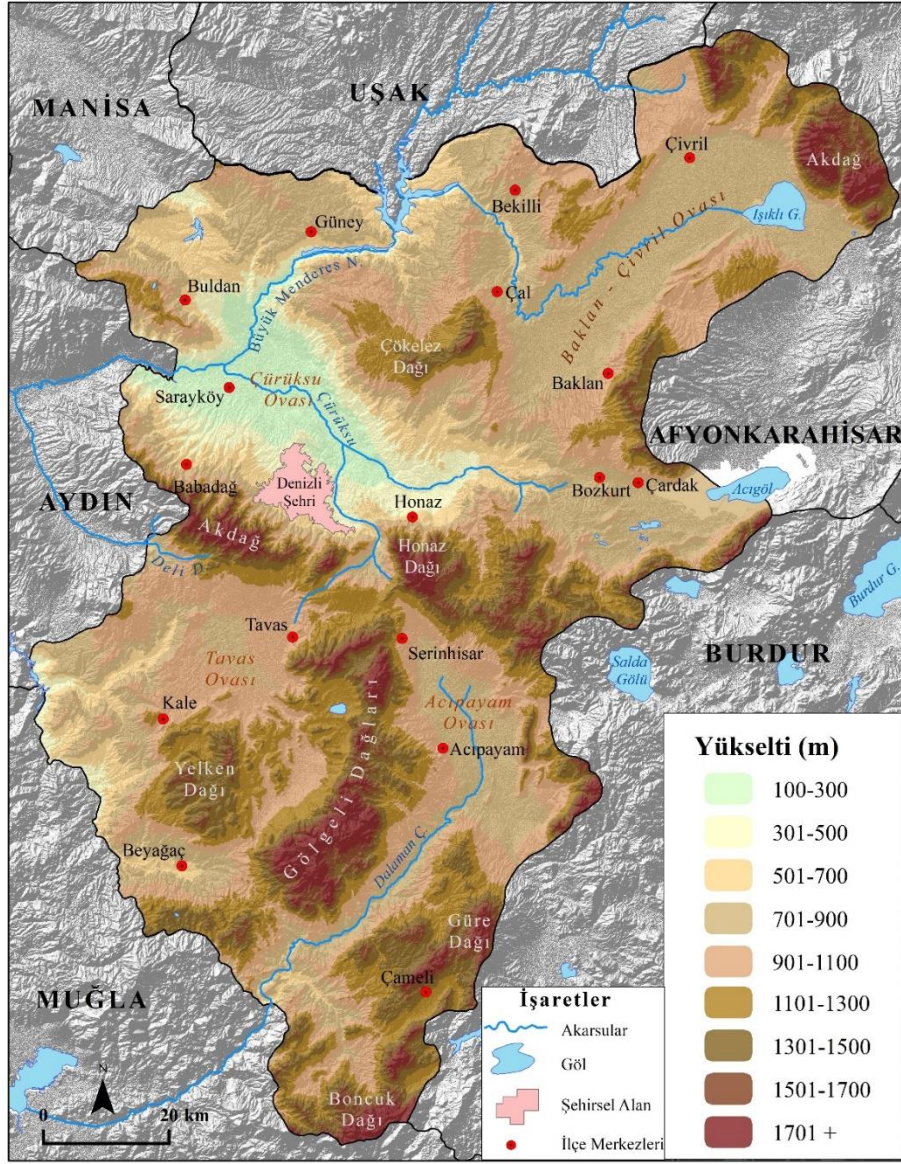 MANİSA
UŞAK
Çivril
Akdağ
Bekilli
Işıklı G.
Güney
Büyük Menderes N.
Buldan
Çal
Baklan - Çivril Ovası
Çökelez
Dağı
Baklan
Çürüksu
Ovası
Sarayköy
Çürüksu
AFYONKARAHİSAR
Babadağ
Denizli
Şehri
Bozkurt
Çardak
Acıgöl
AYDIN
Honaz
Akdağ
Honaz
Dağı
Deli D.
Burdur G.
Tavas
Serinhisar
BURDUR
Tavas
Ovası
Salda
Gölü
Kale
Acıpayam
Ovası
Acıpayam
Yelken
Dağı
Gölgeli Dağları
Beyağaç
Dalaman Ç.
Güre
Dağı
MUĞLA
Çameli
Boncuk
Dağı
N
0 20 km
İşaretler
Akarsular
Göl
Şehirsel Alan
İlçe Merkezleri
Yükselti (m)
100-300
301-500
501-700
701-900
901-1100
1101-1300
1301-1500
1501-1700
1701 +